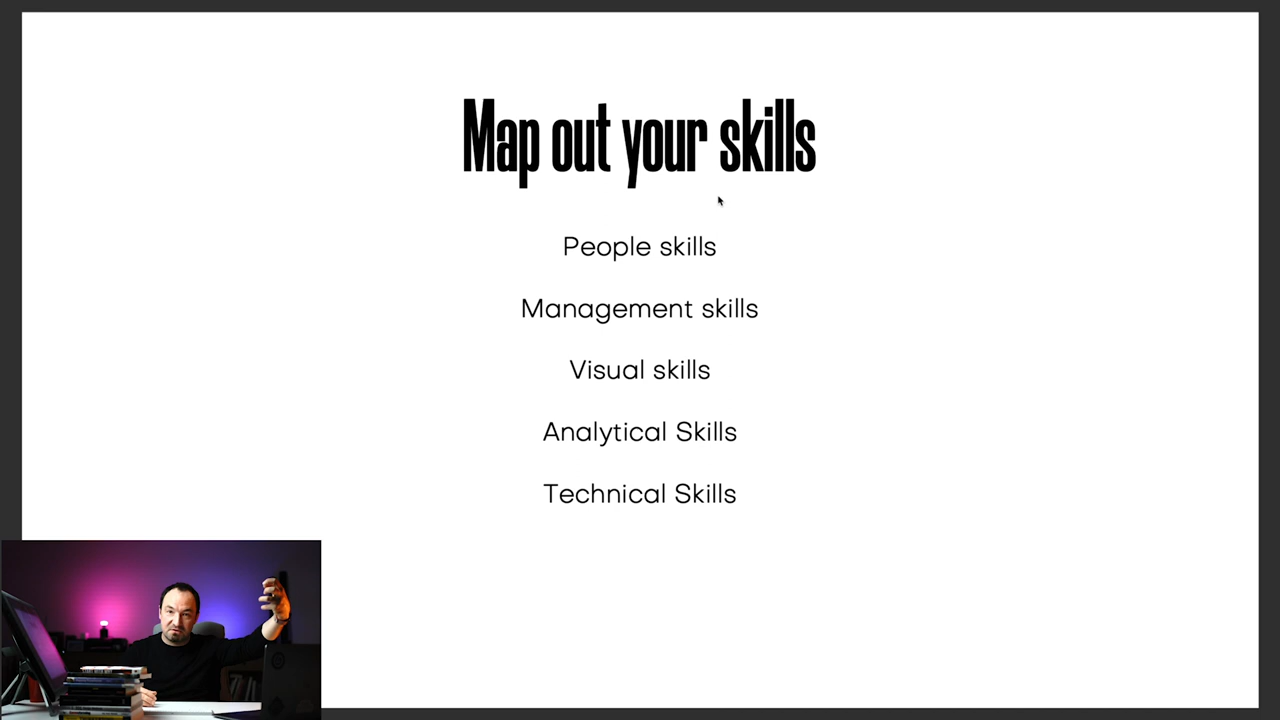 Map out your skills
People skills
Management skills
Visual skills
Analytical Skills
Technical Skills